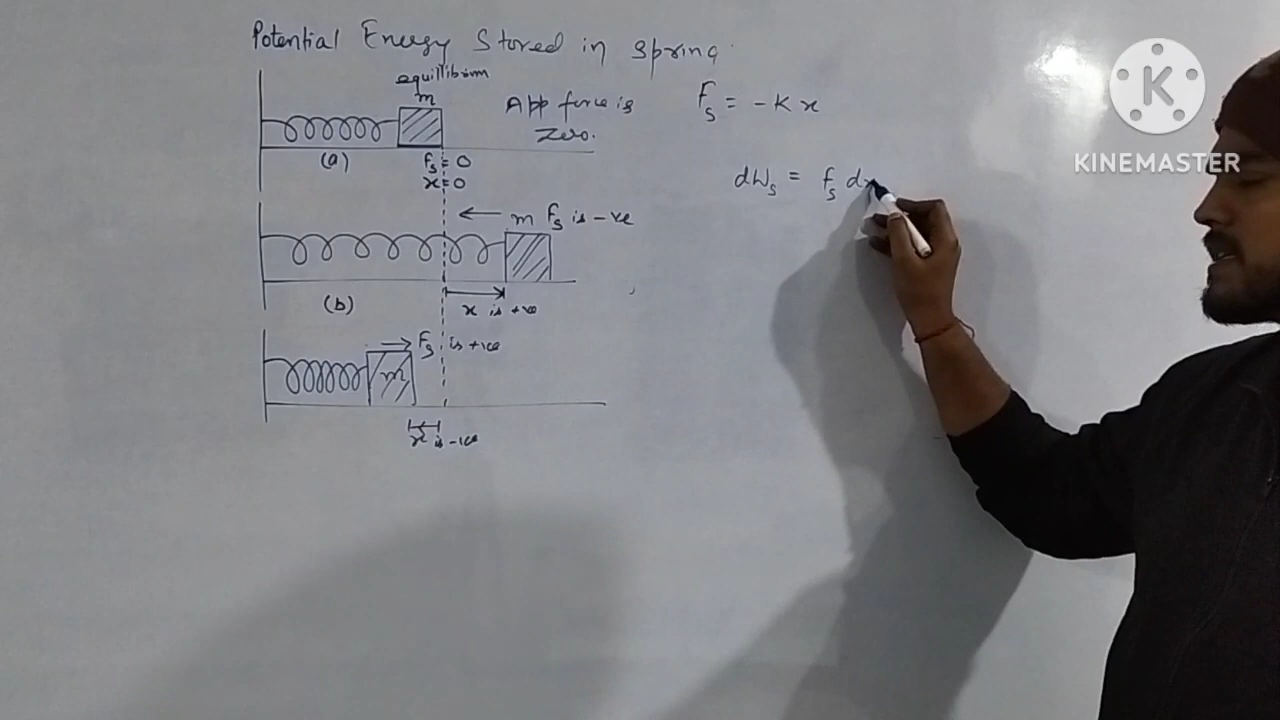 Potential Energy Stored in spring.
equillibrium
m
App force is
Zero.
Fs = - K x
(a)
fs = 0
x = 0
dWs = fs dx
m Fs is -ve
(b)
x is +ve
Fs is +ve
m
x is -ve
K
KINEMASTER